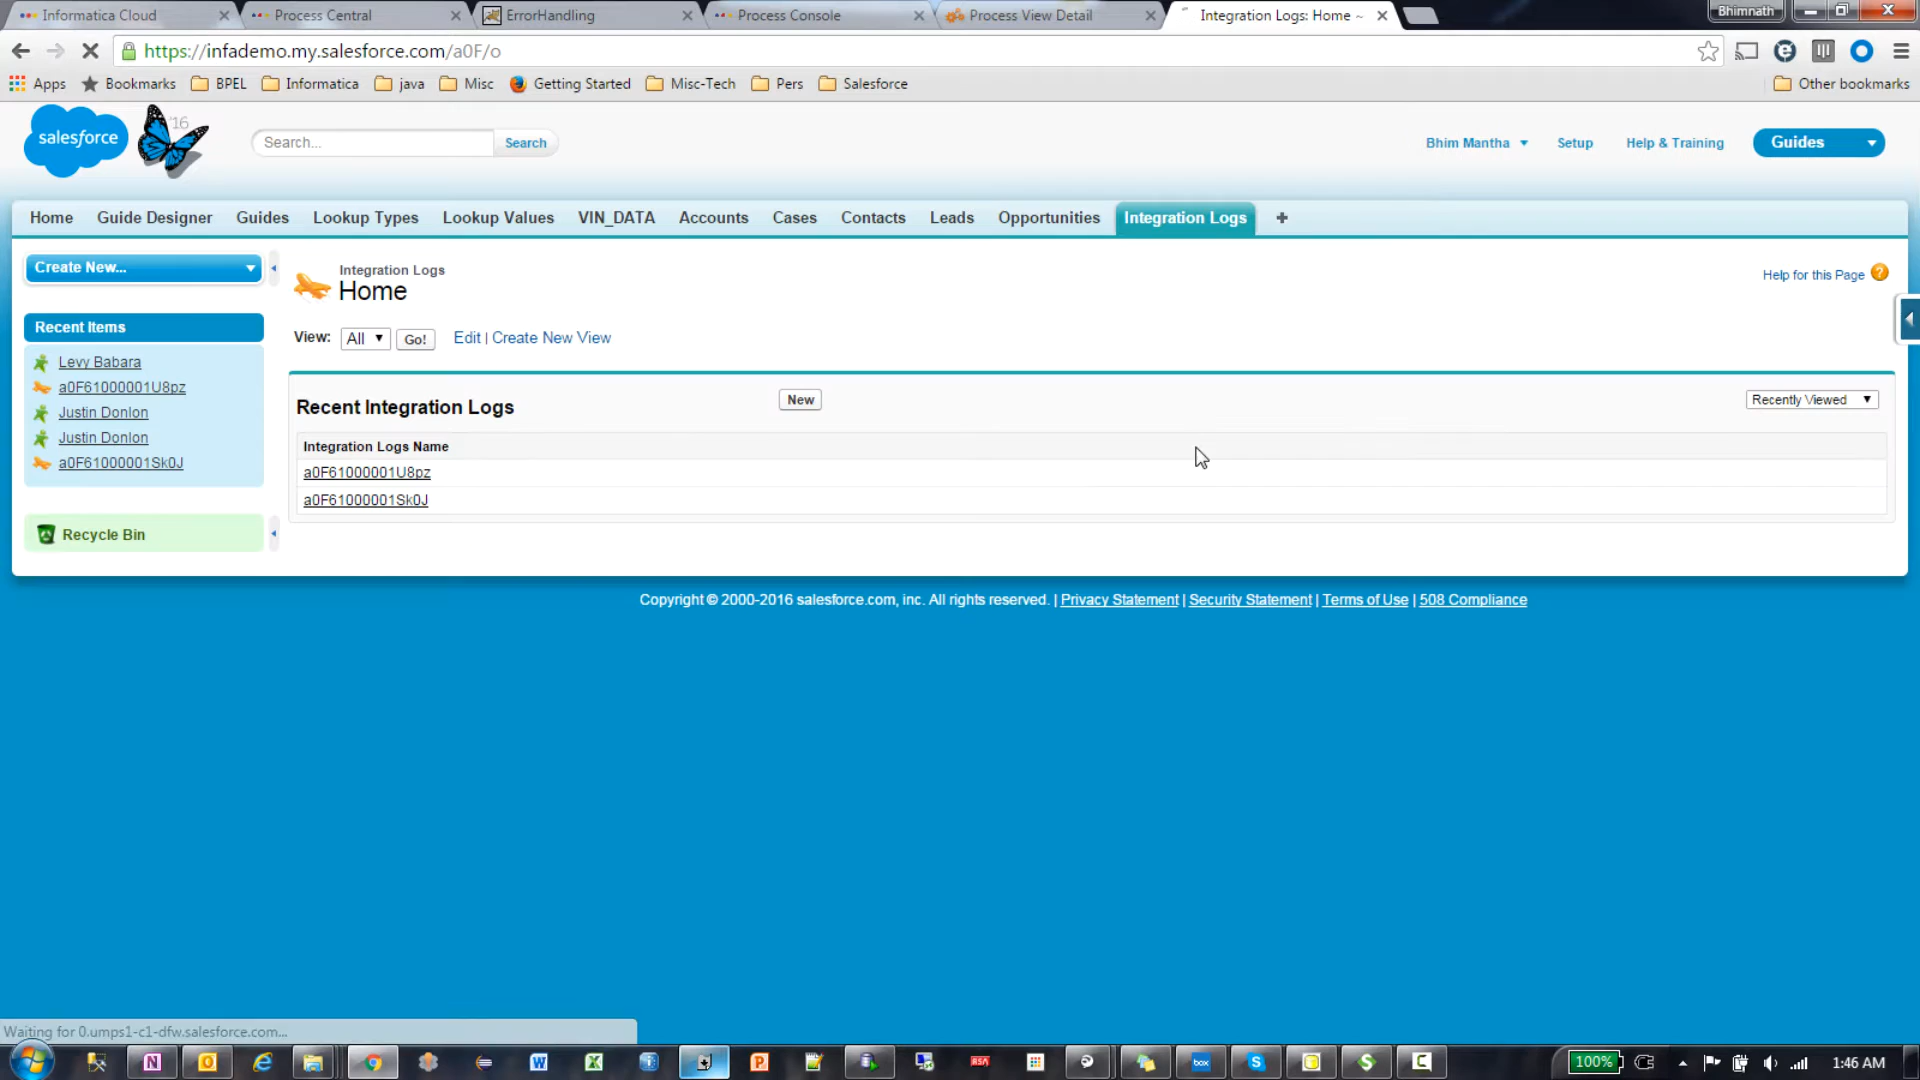 Informatica Cloud
Process Central
ErrorHandling
Process Console
Process View Detail
Integration Logs: Home ~
Bhimnath
https://infademo.my.salesforce.com/a0F/o
Apps Bookmarks BPEL Informatica java Misc Getting Started Misc-Tech Pers Salesforce Other bookmarks
salesforce '16
Search... Search
Bhim Mantha Setup Help & Training Guides
Home Guide Designer Guides Lookup Types Lookup Values VIN_DATA Accounts Cases Contacts Leads Opportunities Integration Logs +
Create New...
Recent Items
Levy Babara
a0F61000001U8pz
Justin Donlon
Justin Donlon
a0F61000001Sk0J
Recycle Bin
Integration Logs
Home
Help for this Page ?
View: All Go! Edit | Create New View
Recent Integration Logs New Recently Viewed
Integration Logs Name
a0F61000001U8pz
a0F61000001Sk0J
Copyright © 2000-2016 salesforce.com, inc. All rights reserved. | Privacy Statement | Security Statement | Terms of Use | 508 Compliance
Waiting for 0.umps1-c1-dfw.salesforce.com...
100% 1:46 AM